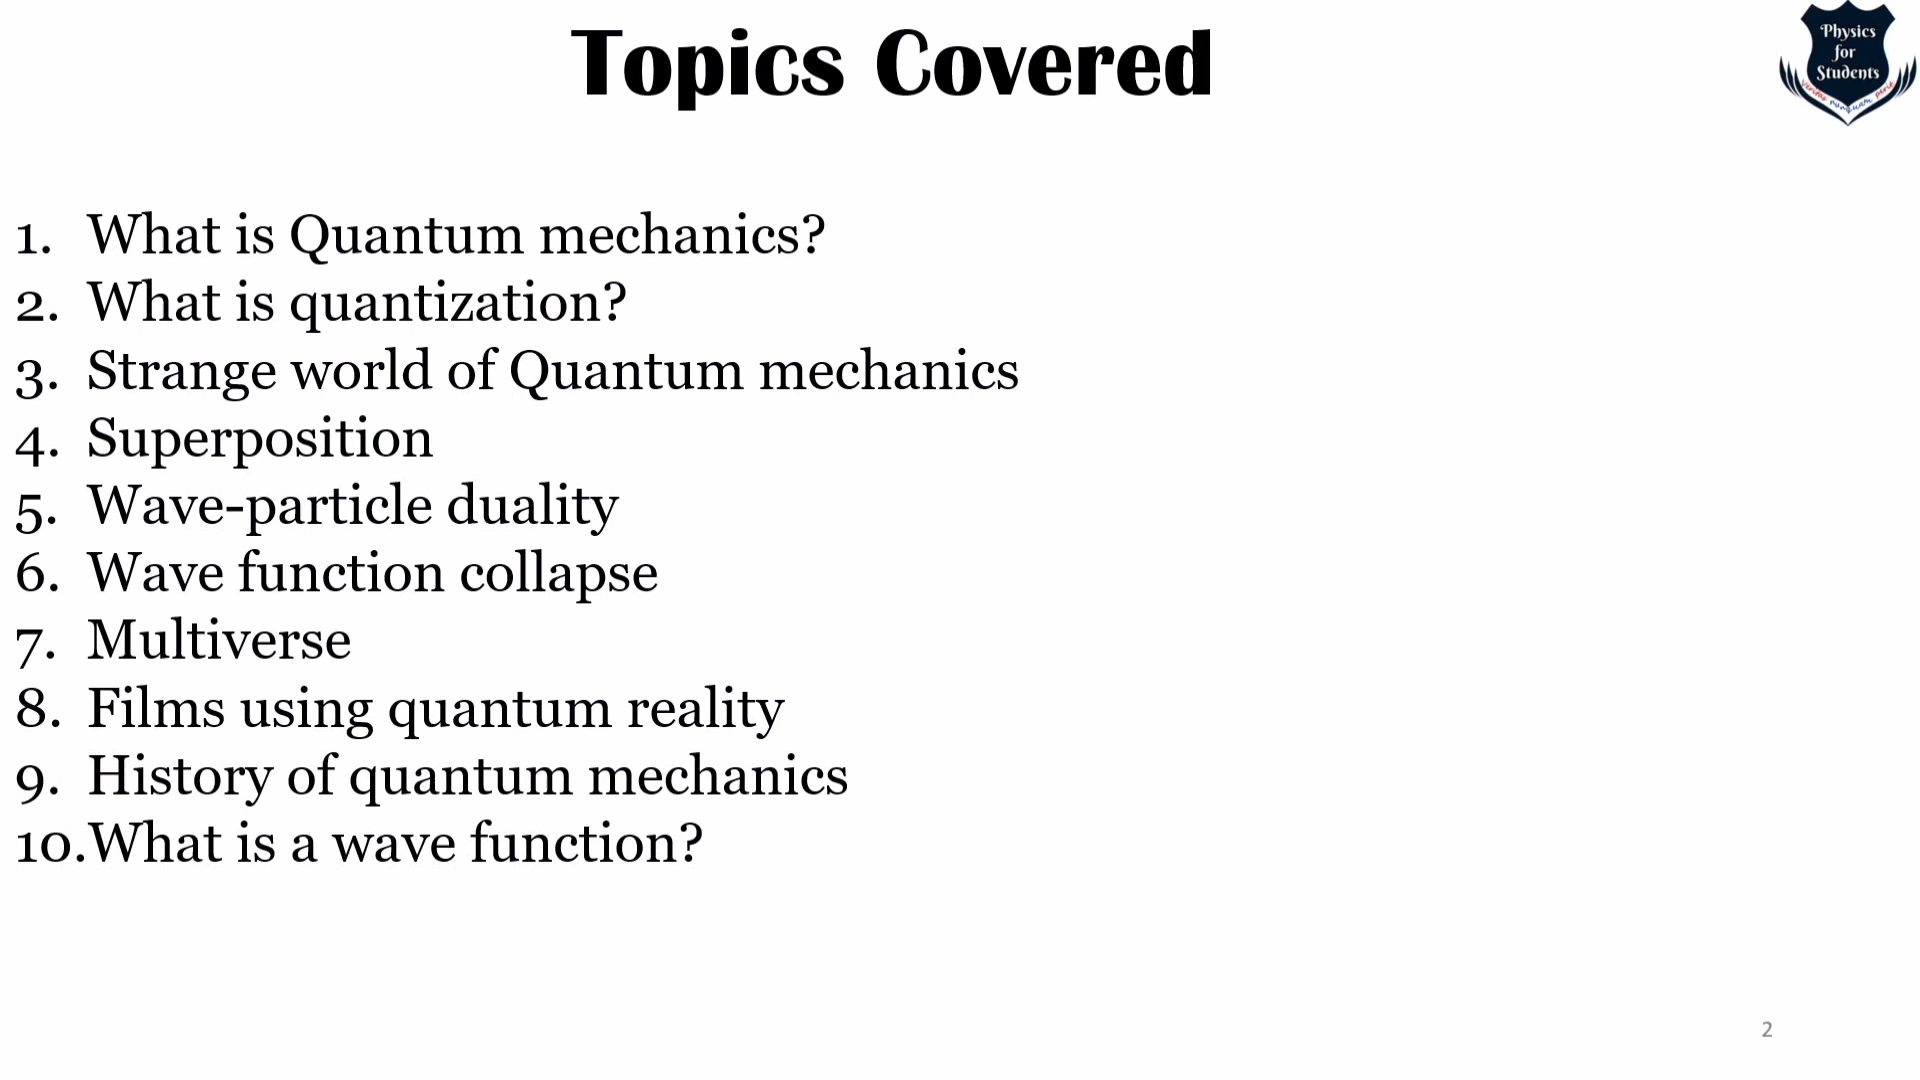 Topics Covered
Physics
for
Students
1. What is Quantum mechanics?
2. What is quantization?
3. Strange world of Quantum mechanics
4. Superposition
5. Wave-particle duality
6. Wave function collapse
7. Multiverse
8. Films using quantum reality
9. History of quantum mechanics
10.What is a wave function?
2